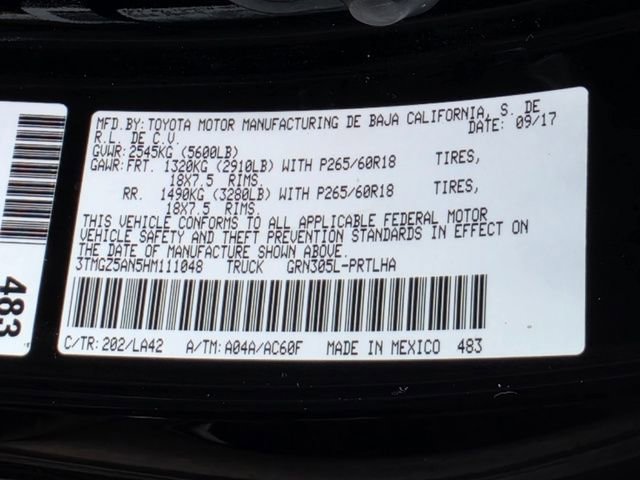 MFD.BY:TOYOTA MOTOR MANUFACTURING DE BAJA CALIFORNIA, S. DE
R.L. DE C.V. DATE: 09/17
GVWR:2545KG (5600LB)
GAWR:FRT. 1320KG (2910LB) WITH P265/60R18 TIRES,
18X7.5 RIMS,
RR. 1490KG (3280LB) WITH P265/60R18 TIRES,
18X7.5 RIMS.
THIS VEHICLE CONFORMS TO ALL APPLICABLE FEDERAL MOTOR
VEHICLE SAFETY AND THEFT PREVENTION STANDARDS IN EFFECT ON
THE DATE OF MANUFACTURE SHOWN ABOVE.
3TMGZ5AN5HM111048 TRUCK GRN305L-PRTLHA
C/TR:202/LA42 A/TM:A04A/AC60F MADE IN MEXICO 483
483